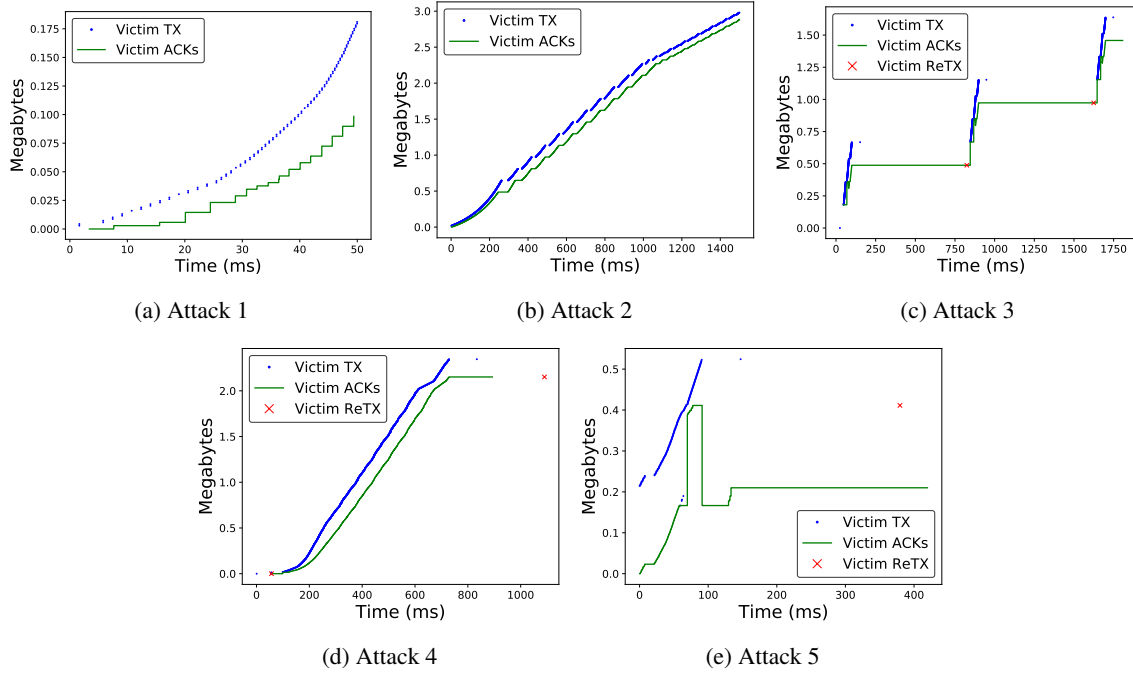 Victim TX
Victim ACKs
Megabytes
0.175
0.150
0.125
0.100
0.075
0.050
0.025
0.000
0 10 20 30 40 50
Time (ms)
(a) Attack 1
Victim TX
Victim ACKs
Megabytes
3.0
2.5
2.0
1.5
1.0
0.5
0.0
0 200 400 600 800 1000 1200 1400
Time (ms)
(b) Attack 2
Victim TX
Victim ACKs
Victim ReTX
Megabytes
1.50
1.25
1.00
0.75
0.50
0.25
0.00
0 250 500 750 1000 1250 1500 1750
Time (ms)
(c) Attack 3
Victim TX
Victim ACKs
Victim ReTX
Megabytes
2.0
1.5
1.0
0.5
0.0
0 200 400 600 800 1000
Time (ms)
(d) Attack 4
Megabytes
0.5
0.4
0.3
0.2
0.1
0.0
Victim TX
Victim ACKs
Victim ReTX
0 100 200 300 400
Time (ms)
(e) Attack 5